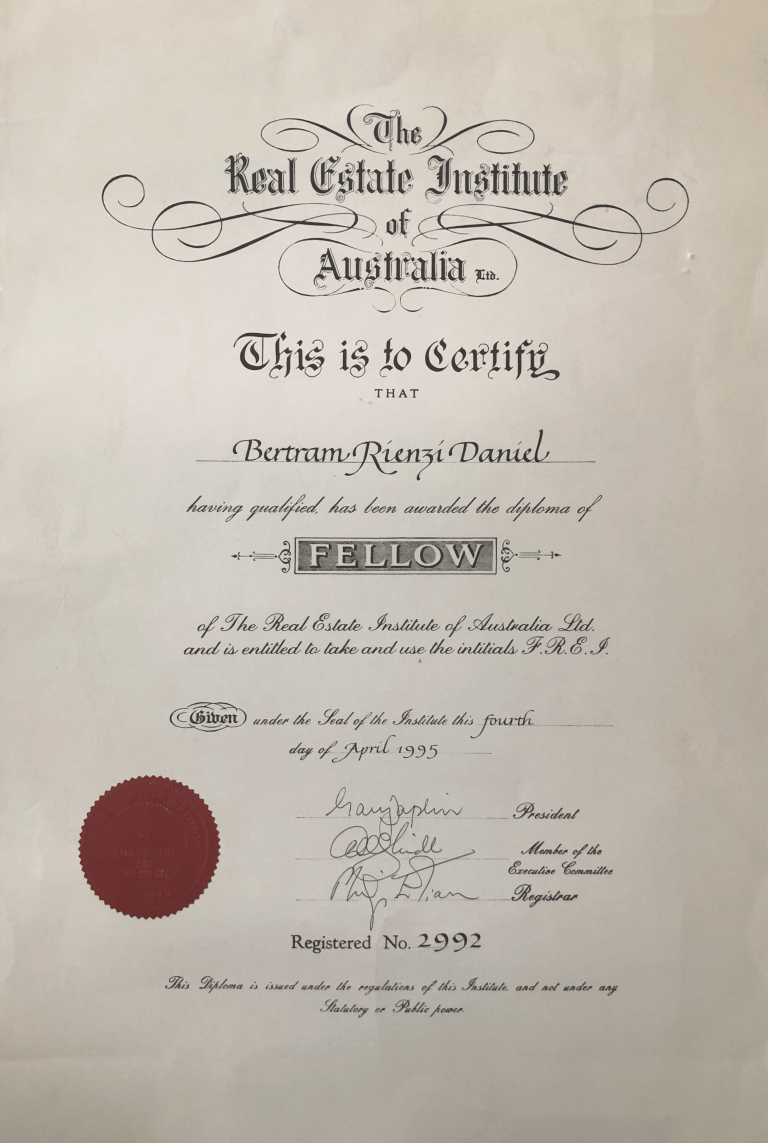 The
Real Estate Institute
of
Australia Ltd.
This is to Certify
THAT
Bertram Rienzi Daniel
having qualified, has been awarded the diploma of
FELLOW
of The Real Estate Institute of Australia Ltd.
and is entitled to take and use the intitials F.R.E.I.
Given under the Seal of the Institute this fourth
day of April 1995
President
Member of the
Executive Committee
Registrar
Registered No. 2992
This Diploma is issued under the regulations of this Institute, and not under any
Statutory or Public power.